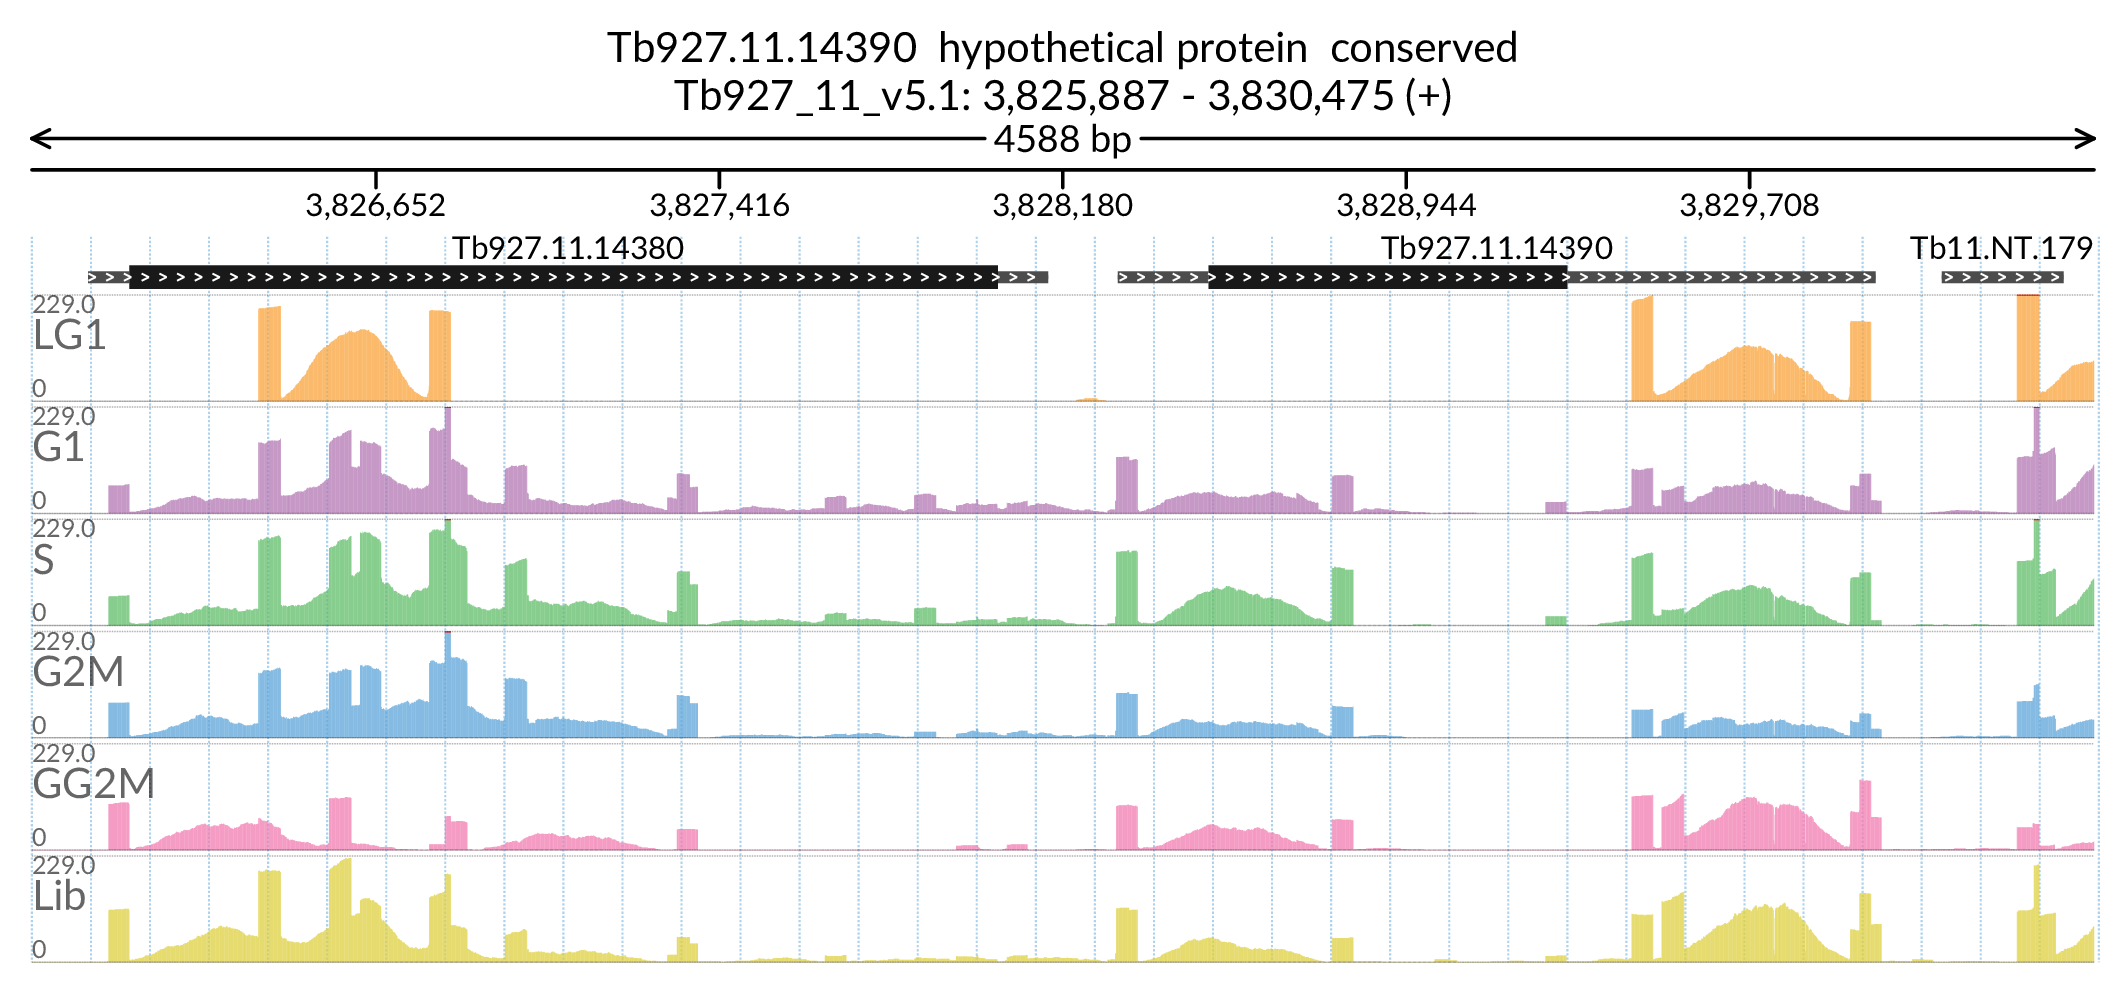 Tb927.11.14390 hypothetical protein conserved
Tb927_11_v5.1: 3,825,887 - 3,830,475 (+)
4588 bp
3,826,652 3,827,416 3,828,180 3,828,944 3,829,708
Tb927.11.14380 Tb927.11.14390 Tb11.NT.179
229.0
LG1
0
229.0
G1
0
229.0
S
0
229.0
G2M
0
229.0
GG2M
0
229.0
Lib
0